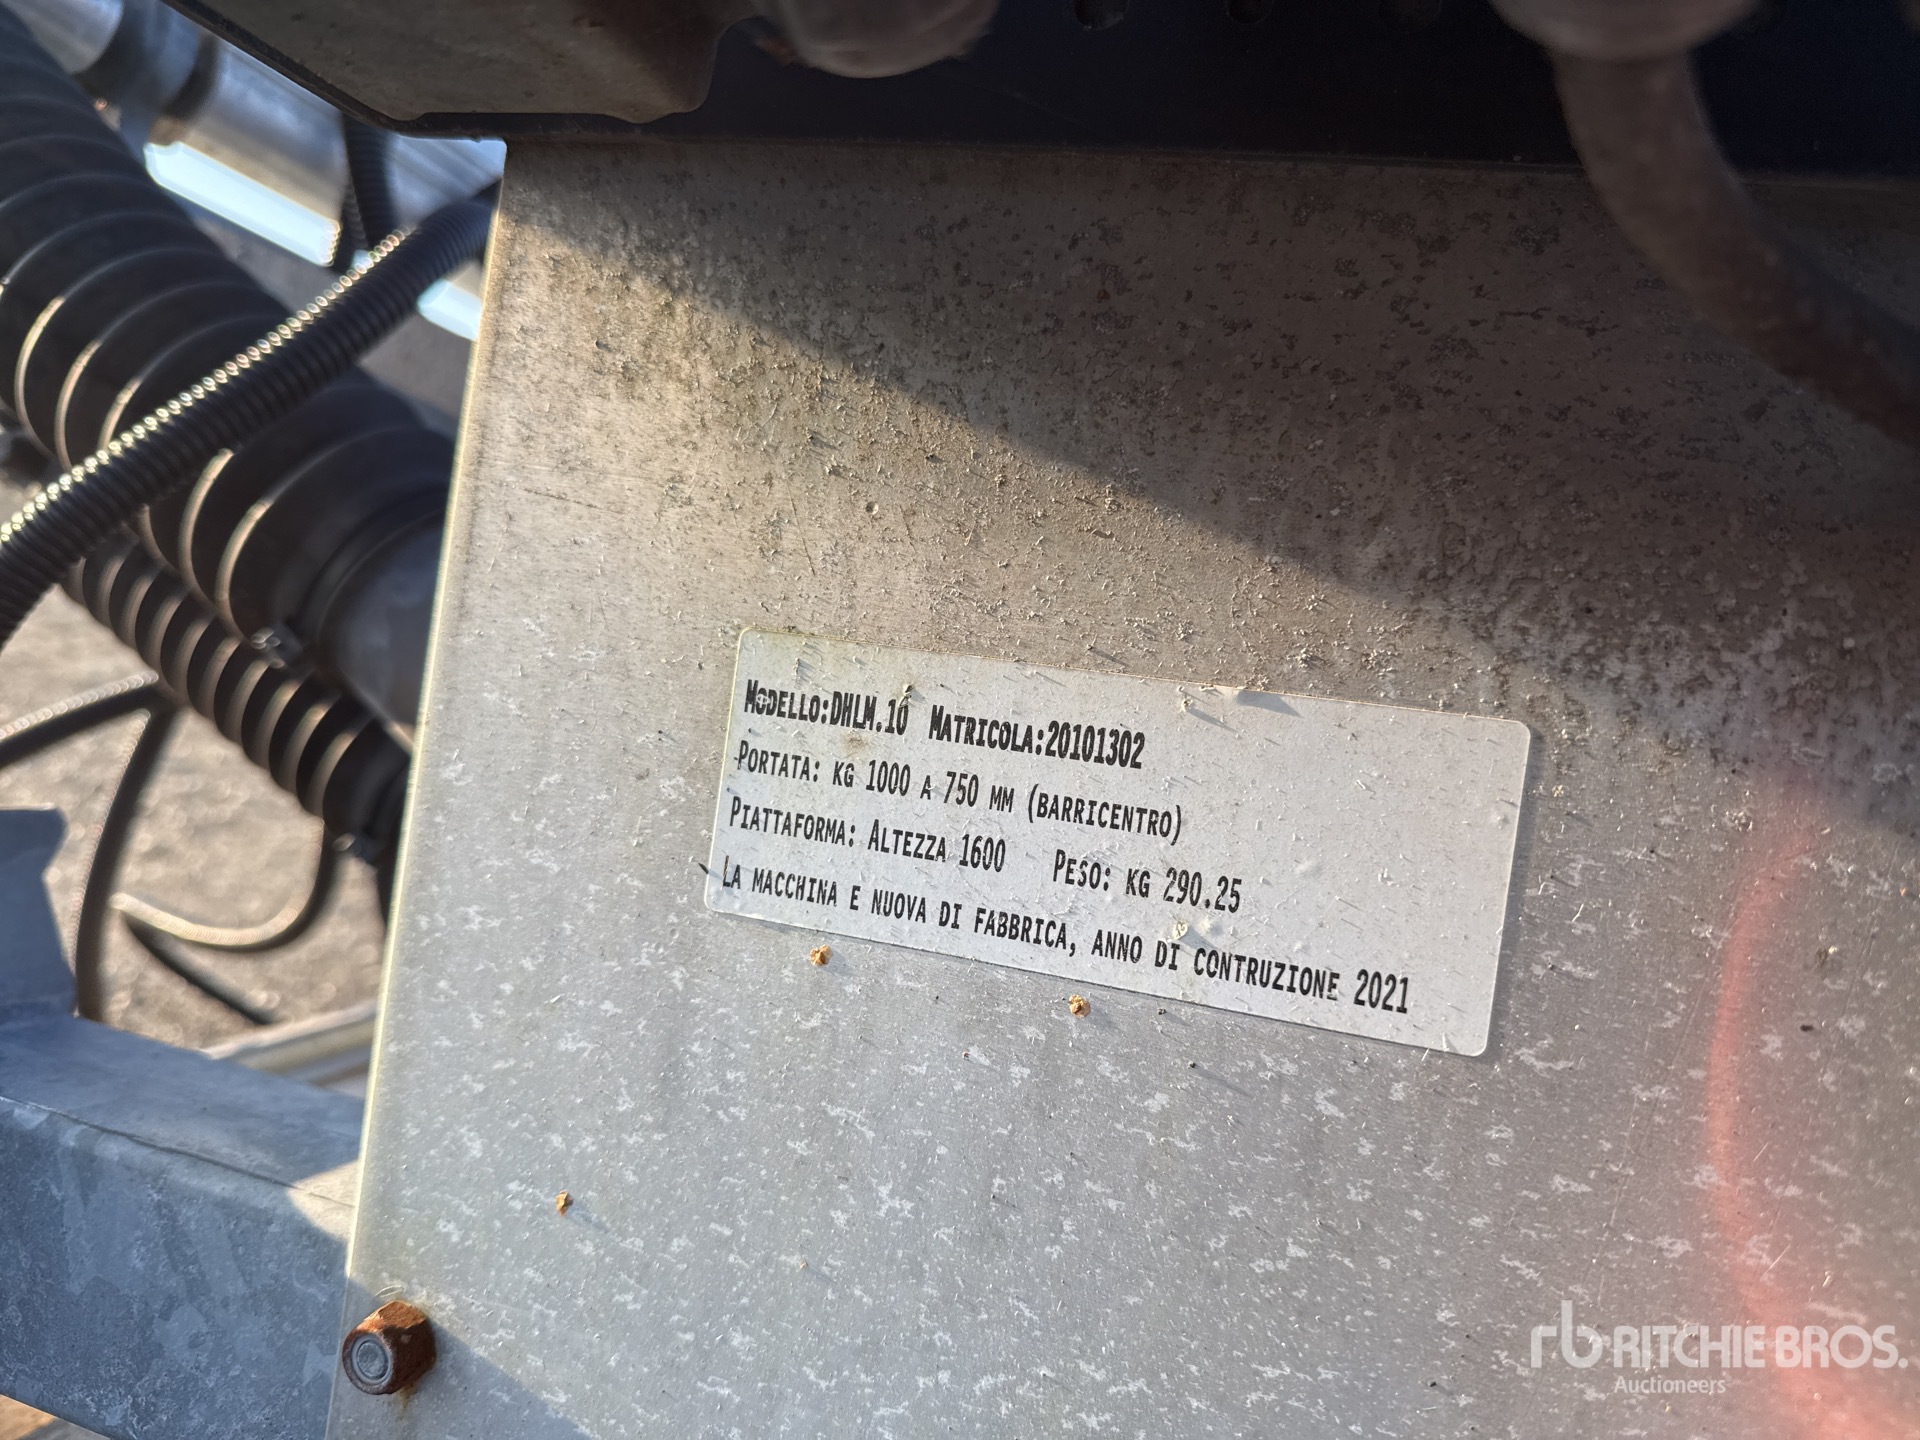 MODELLO:DHLM.10 MATRICOLA:20101302
PORTATA: KG 1000 A 750 MM (BARRICENTRO)
PIATTAFORMA: ALTEZZA 1600 PESO: KG 290.25
LA MACCHINA E NUOVA DI FABBRICA, ANNO DI CONTRUZIONE 2021
rb RITCHIE BROS.
Auctioneers